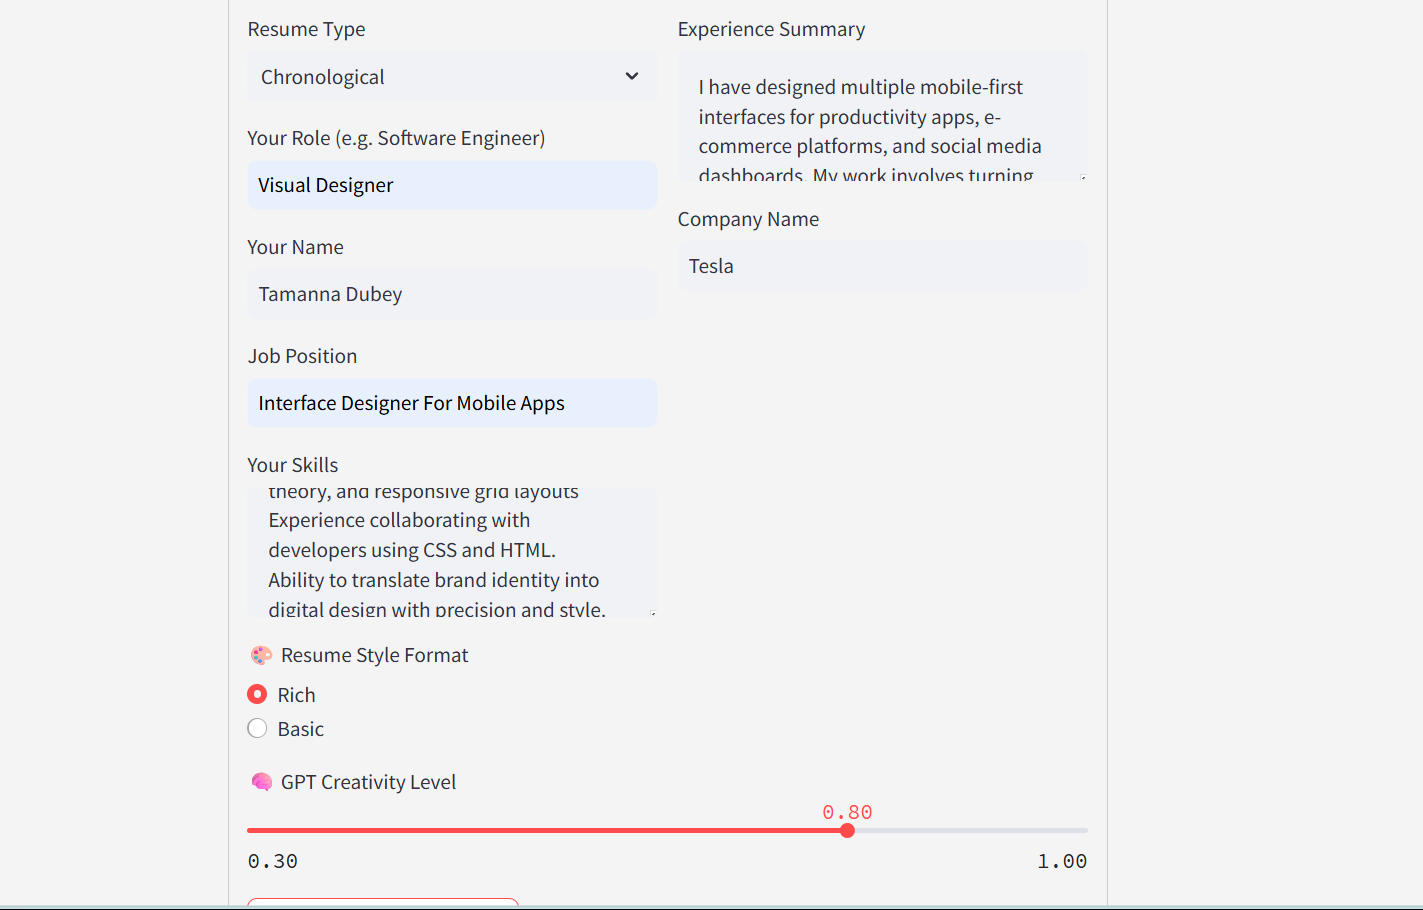 Resume Type
Chronological
Your Role (e.g. Software Engineer)
Visual Designer
Your Name
Tamanna Dubey
Job Position
Interface Designer For Mobile Apps
Your Skills
theory, and responsive grid layouts
Experience collaborating with
developers using CSS and HTML.
Ability to translate brand identity into
digital design with precision and style.
Experience Summary
I have designed multiple mobile-first
interfaces for productivity apps, e-
commerce platforms, and social media
dashboards. My work involves turning
Company Name
Tesla
🎨 Resume Style Format
Rich
Basic
🧠 GPT Creativity Level
0.80
0.30
1.00